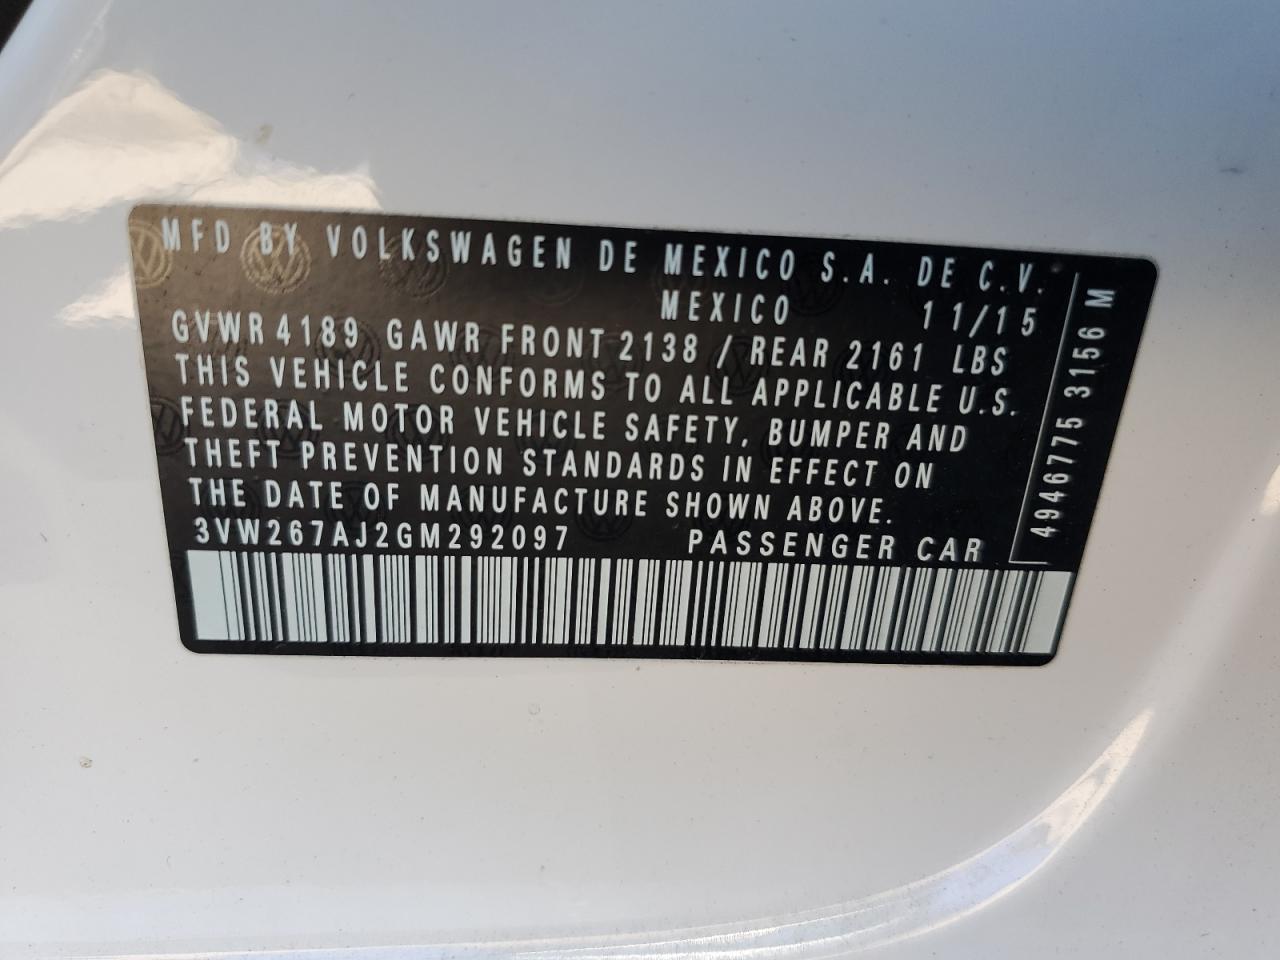 MFD BY VOLKSWAGEN DE MEXICO S.A. DE C.V.
MEXICO 11/15
GVWR 4189, GAWR FRONT 2138 / REAR 2161 LBS
THIS VEHICLE CONFORMS TO ALL APPLICABLE U.S.
FEDERAL MOTOR VEHICLE SAFETY, BUMPER AND
THEFT PREVENTION STANDARDS IN EFFECT ON
THE DATE OF MANUFACTURE SHOWN ABOVE.
3VW267AJ2GM292097 PASSENGER CAR
4946775 3156 M